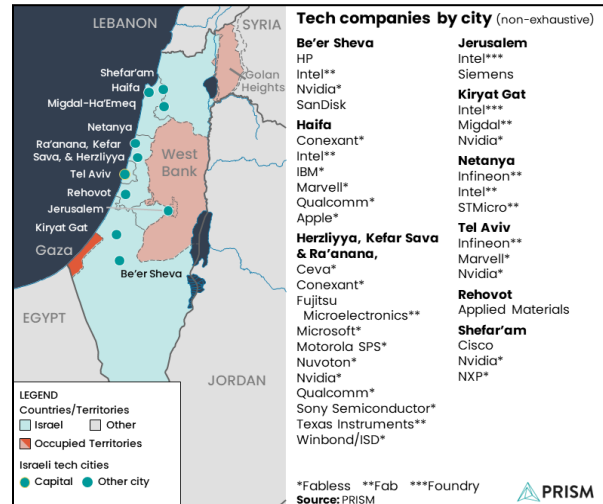 LEBANON
SYRIA
Golan
Heights
Shefar'am
Haifa
Migdal-Ha'Emeq
Netanya
Ra'anana, Kefar
Sava, & Herzliyya
West
Bank
Tel Aviv
Rehovot
Jerusalem
Kiryat Gat
Gaza
Be'er Sheva
EGYPT
JORDAN
LEGEND
Countries/Territories
Israel
Other
Occupied Territories
Israeli tech cities
Capital
Other city
Tech companies by city (non-exhaustive)
Be'er Sheva
HP
Intel**
Nvidia*
SanDisk
Haifa
Conexant*
Intel**
IBM*
Marvell*
Qualcomm*
Apple*
Herzliyya, Kefar Sava
& Ra'anana,
Ceva*
Conexant*
Fujitsu
Microelectronics**
Microsoft*
Motorola SPS*
Nuvoton*
Nvidia*
Qualcomm*
Sony Semiconductor*
Texas Instruments**
Winbond/ISD*
Jerusalem
Intel***
Siemens
Kiryat Gat
Intel***
Migdal**
Nvidia*
Netanya
Infineon**
Intel**
STMicro**
Tel Aviv
Infineon**
Marvel*
Nvidia*
Rehovot
Applied Materials
Shefar'am
Cisco
Nvidia*
NXP*
*Fabless **Fab ***Foundry
Source: PRISM
PRISM